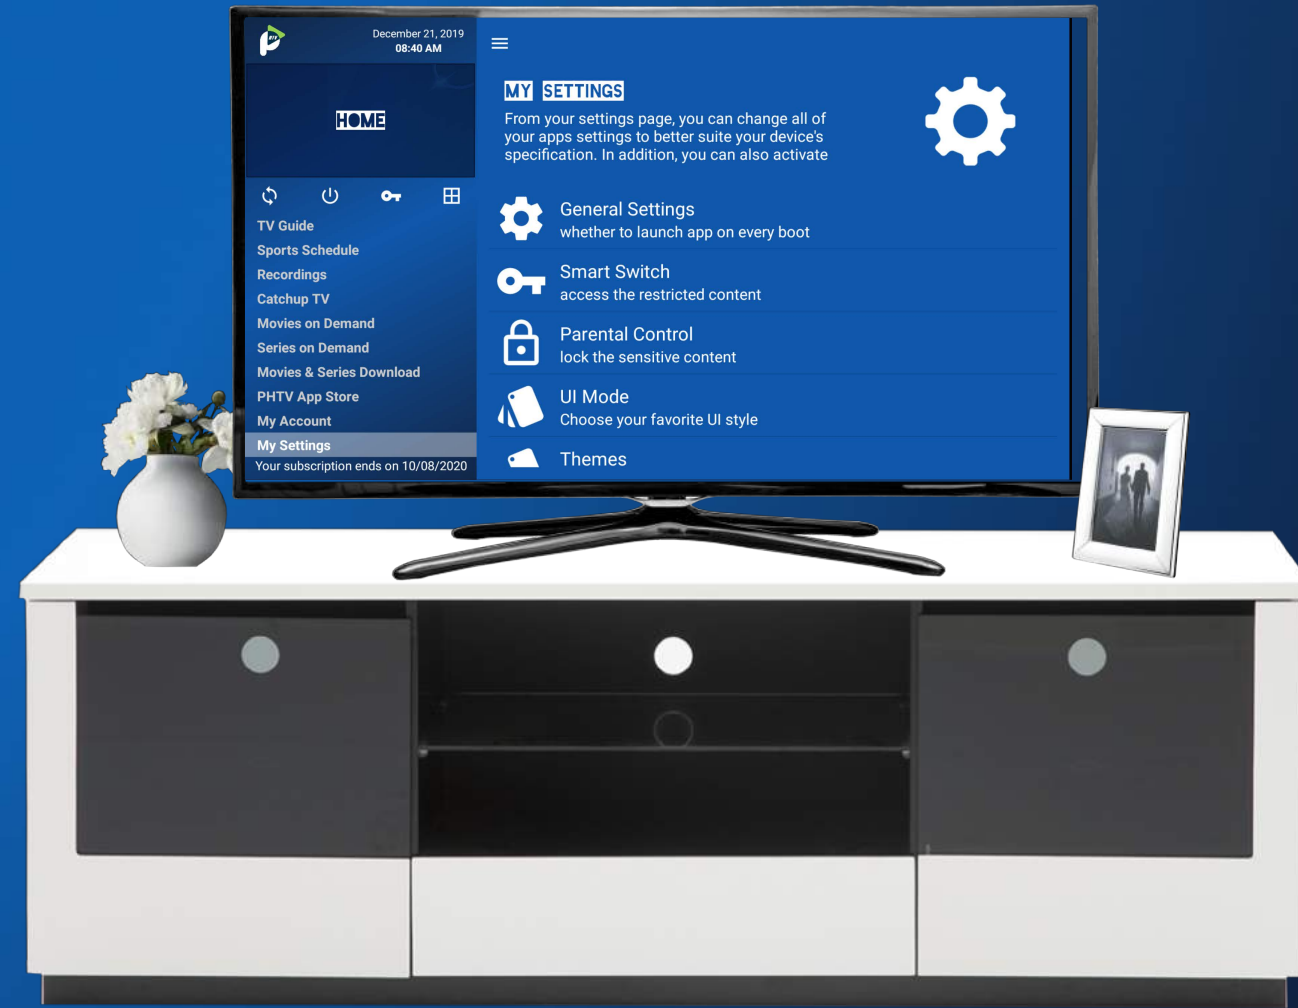 December 21, 2019
08:40 AM
HOME
TV Guide
Sports Schedule
Recordings
Catchup TV
Movies on Demand
Series on Demand
Movies & Series Download
PHTV App Store
My Account
My Settings
Your subscription ends on 10/08/2020
MY SETTINGS
From your settings page, you can change all of
your apps settings to better suite your device's
specification. In addition, you can also activate
General Settings
whether to launch app on every boot
Smart Switch
access the restricted content
Parental Control
lock the sensitive content
UI Mode
Choose your favorite UI style
Themes